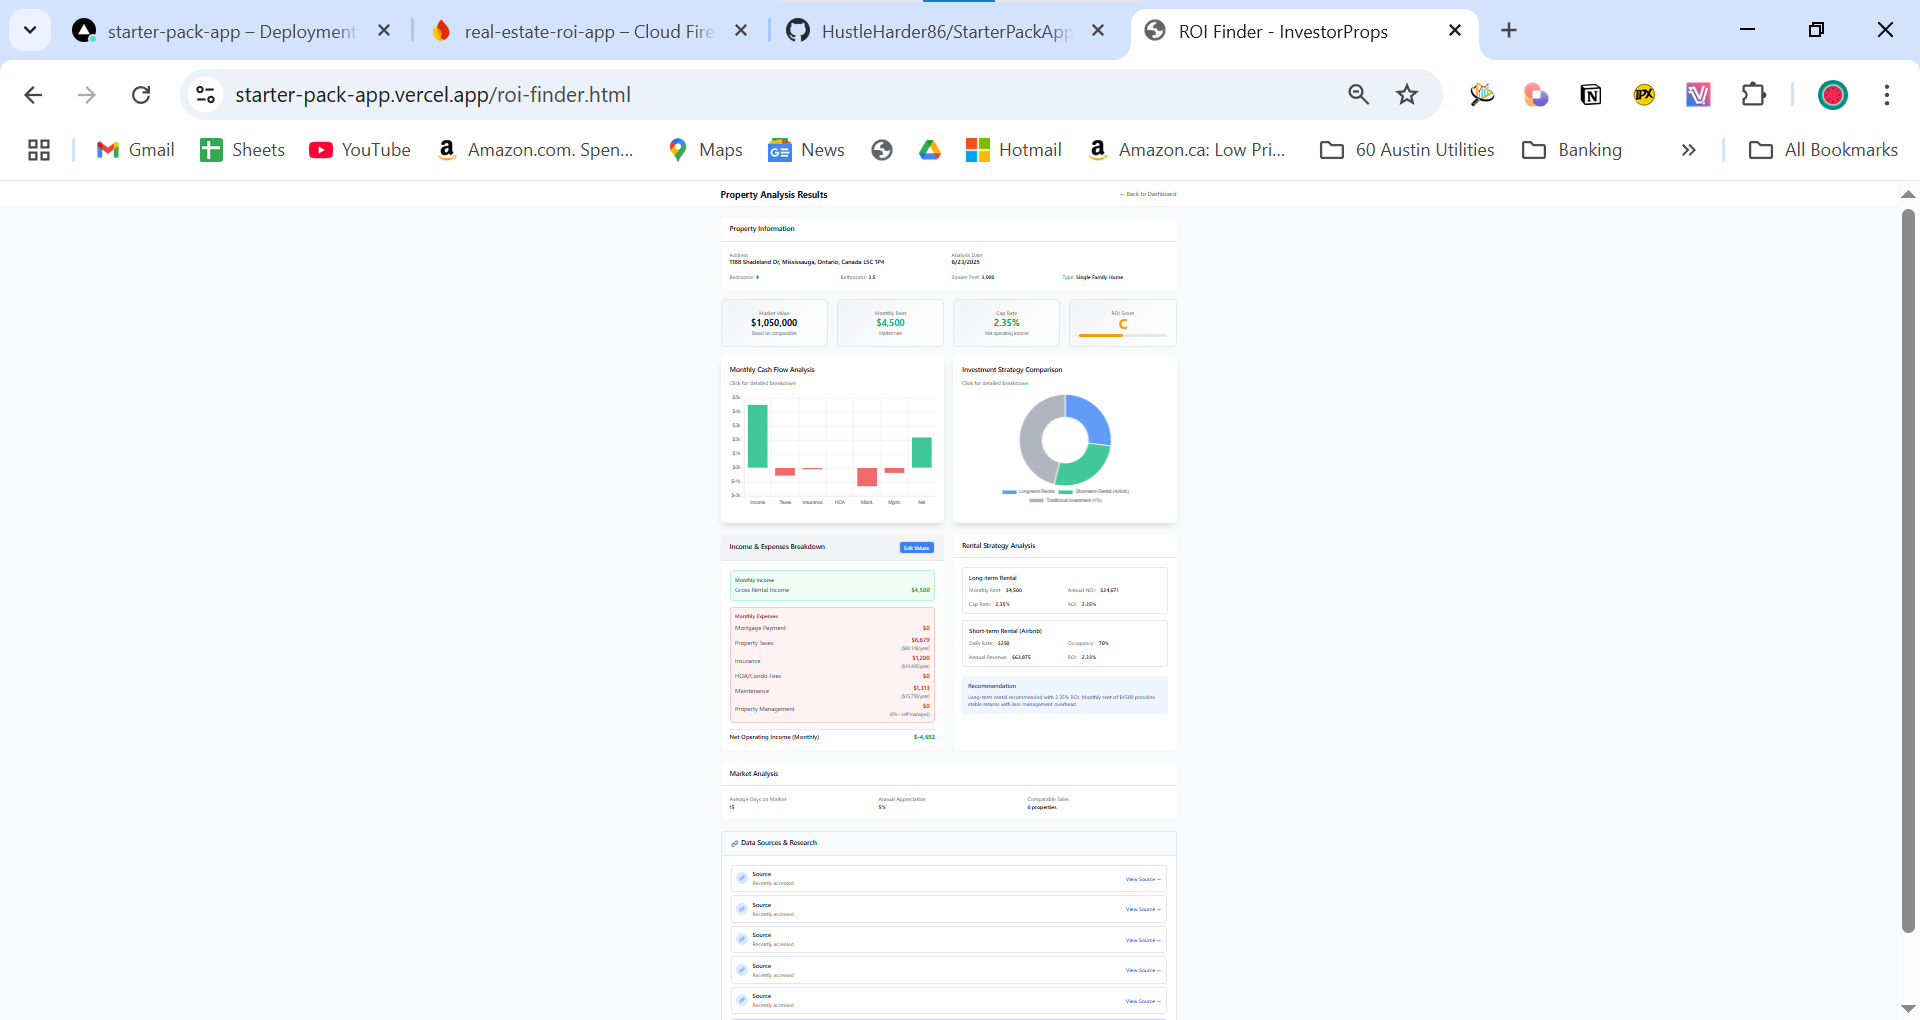 starter-pack-app – Deployment
real-estate-roi-app – Cloud Fire
HustleHarder86/StarterPackApp
ROI Finder - InvestorProps
starter-pack-app.vercel.app/roi-finder.html
Gmail
Sheets
YouTube
Amazon.com. Spen...
Maps
News
Hotmail
Amazon.ca: Low Pri...
60 Austin Utilities
Banking
All Bookmarks
Property Analysis Results
← Back to Dashboard
Property Information
Address
1188 Shadeland Dr, Mississauga, Ontario, Canada L5C 1P4
Analysis Date
6/23/2025
Bedrooms: 4
Bathrooms: 3.5
Square Feet: 3,000
Type: Single Family Home
Market Value
$1,050,000
Based on comparables
Monthly Rent
$4,500
Market rate
Cap Rate
2.35%
Net operating income
ROI Score
C
Monthly Cash Flow Analysis
Click for detailed breakdown
$5k
$4k
$3k
$3k
$1k
$0k
$-1k
$-3k
Income Taxes Insurance HOA Maint. Mgmt. Net
Investment Strategy Comparison
Click for detailed breakdown
Long-term Rental
Short-term Rental (Airbnb)
Traditional Investment (4%)
Income & Expenses Breakdown
Edit Values
Monthly Income
Gross Rental Income $4,500
Monthly Expenses
Mortgage Payment $0
Property Taxes $6,679
Insurance $1,200
($14,400/year)
HOA/Condo Fees $0
Maintenance $1,313
($15,750/year)
Property Management $0
(0% - self managed)
Net Operating Income (Monthly) $-4,692
Rental Strategy Analysis
Long-term Rental
Monthly Rent: $4,500
Annual NOI: $24,671
Cap Rate: 2.35%
ROI: 2.35%
Short-term Rental (Airbnb)
Daily Rate: $250
Occupancy: 70%
Annual Revenue: $63,875
ROI: 2.33%
Recommendation
Long-term rental recommended with 2.35% ROI. Monthly rent of $4500 provides
stable returns with less management overhead.
Market Analysis
Average Days on Market
15
Annual Appreciation
5%
Comparable Sales
0 properties
Data Sources & Research
Source
Recently accessed
View Source →
Source
Recently accessed
View Source →
Source
Recently accessed
View Source →
Source
Recently accessed
View Source →
Source
Recently accessed
View Source →